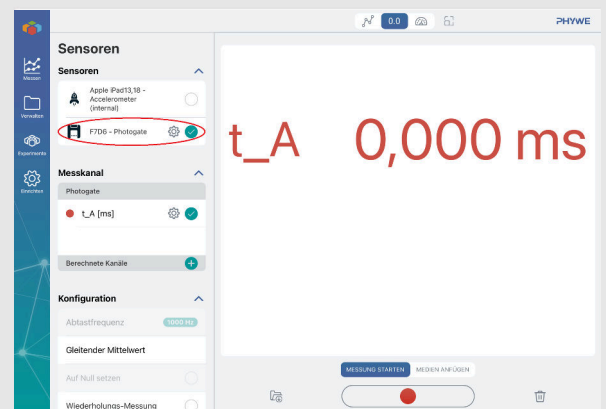 0.0
PHYWE
Messen
Verwalten
Experiments
Einrichten
Sensoren
Sensoren
Apple iPad13,18 -
Accelerometer
(internal)
F7D6 - Photogate
Messkanal
Photogate
t_A [ms]
Berechnete Kanäle
Konfiguration
Abtastfrequenz 1000 Hz
Gleitender Mittelwert
Auf Null setzen
Wiederholungs-Messung
t_A 0,000 ms
MESSUNG STARTEN MEDIEN ANFÜGEN